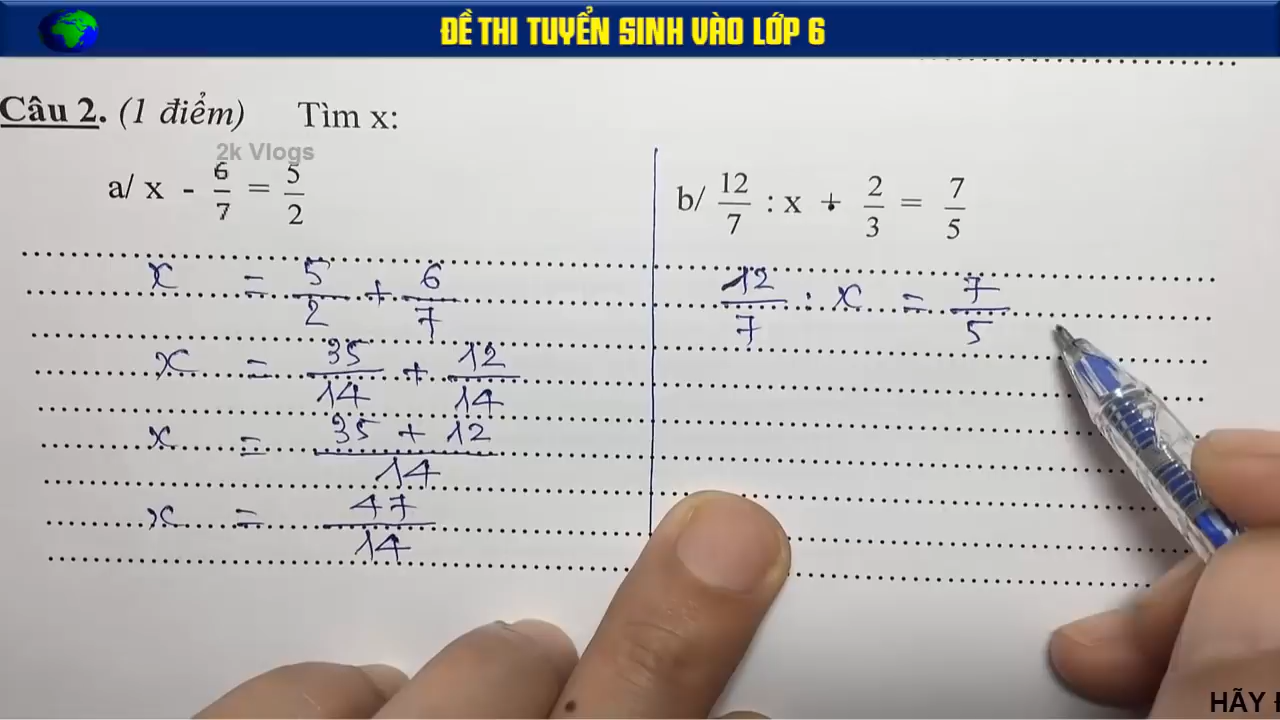 ĐỀ THI TUYỂN SINH VÀO LỚP 6
Câu 2. (1 điểm) Tìm x:
2k Vlogs
a/ x - 6/7 = 5/2
x = 5/2 + 6/7
x = 35/14 + 12/14
x = 35 + 12/14
x = 47/14
b/ 12/7 : x + 2/3 = 7/5
12/7 : x = 7/5
HÃY